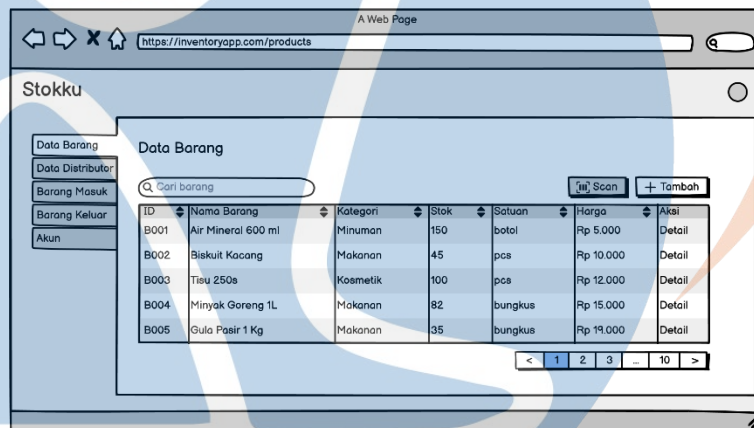 A Web Page
https://inventoryapp.com/products
Stokku
Data Barang
Data Distributor
Barang Masuk
Barang Keluar
Akun
Data Barang
Cari barang
Scan
+ Tambah
ID Nama Barang Kategori Stok Satuan Harga Aksi
B001 Air Mineral 600 ml Minuman 150 botol Rp 5.000 Detail
B002 Biskuit Kacang Makanan 45 pcs Rp 10.000 Detail
B003 Tisu 250s Kosmetik 100 pcs Rp 12.000 Detail
B004 Minyak Goreng 1L Makanan 82 bungkus Rp 15.000 Detail
B005 Gula Pasir 1 Kg Makanan 35 bungkus Rp 19.000 Detail
< 1 2 3 ... 10 >